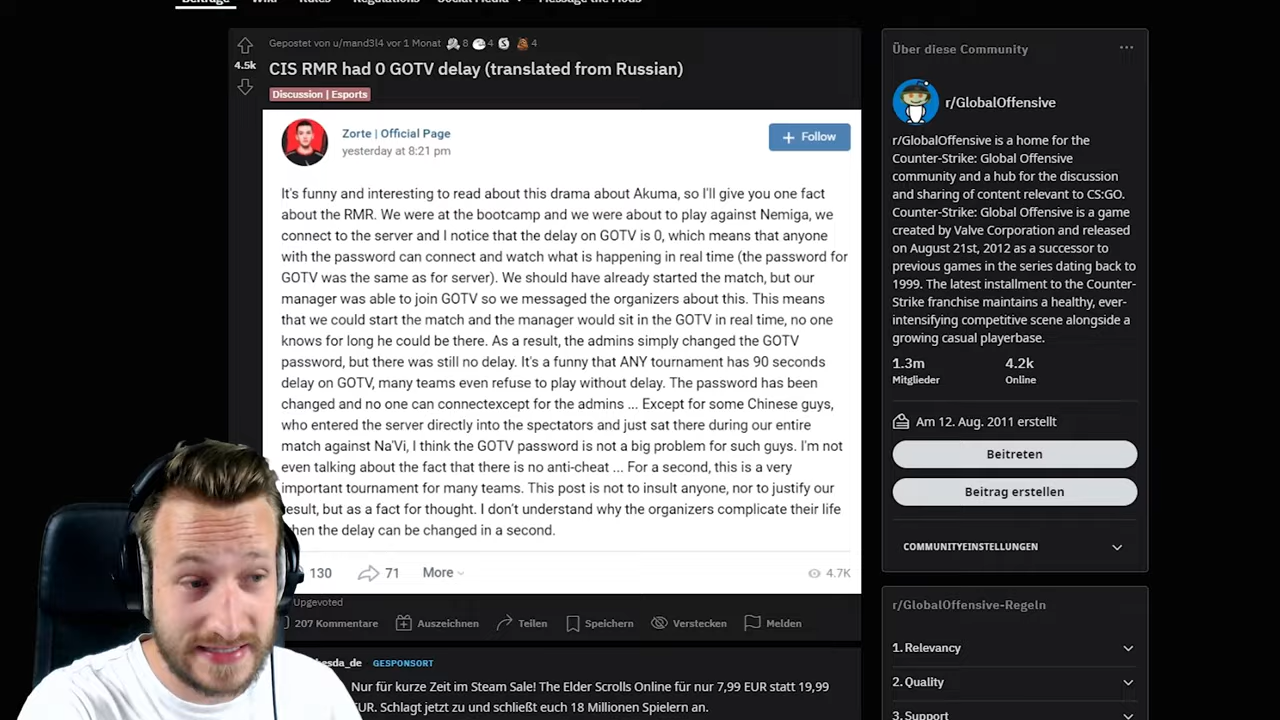 Beiträge Wiki Rules Regulations Social Media Message the Mods
Gepostet von u/mand3l4 vor 1 Monat 8 4 4
4.5k
CIS RMR had 0 GOTV delay (translated from Russian)
Discussion | Esports
Zorte | Official Page
yesterday at 8:21 pm
+ Follow
It's funny and interesting to read about this drama about Akuma, so I'll give you one fact
about the RMR. We were at the bootcamp and we were about to play against Nemiga, we
connect to the server and I notice that the delay on GOTV is 0, which means that anyone
with the password can connect and watch what is happening in real time (the password for
GOTV was the same as for server). We should have already started the match, but our
manager was able to join GOTV so we messaged the organizers about this. This means
that we could start the match and the manager would sit in the GOTV in real time, no one
knows for long he could be there. As a result, the admins simply changed the GOTV
password, but there was still no delay. It's a funny that ANY tournament has 90 seconds
delay on GOTV, many teams even refuse to play without delay. The password has been
changed and no one can connectexcept for the admins ... Except for some Chinese guys,
who entered the server directly into the spectators and just sat there during our entire
match against Na'Vi, I think the GOTV password is not a big problem for such guys. I'm not
even talking about the fact that there is no anti-cheat ... For a second, this is a very
important tournament for many teams. This post is not to insult anyone, nor to justify our
result, but as a fact for thought. I don't understand why the organizers complicate their life
when the delay can be changed in a second.
130 71 More 4.7K
Upgevoted
207 Kommentare Auszeichnen Teilen Speichern Verstecken Melden
GESPONSORT
Nur für kurze Zeit im Steam Sale! The Elder Scrolls Online für nur 7,99 EUR statt 19,99
EUR. Schlagt jetzt zu und schließt euch 18 Millionen Spielern an.
Über diese Community
r/GlobalOffensive
r/GlobalOffensive is a home for the
Counter-Strike: Global Offensive
community and a hub for the discussion
and sharing of content relevant to CS:GO.
Counter-Strike: Global Offensive is a game
created by Valve Corporation and released
on August 21st, 2012 as a successor to
previous games in the series dating back to
1999. The latest installment to the Counter-
Strike franchise maintains a healthy, ever-
intensifying competitive scene alongside a
growing casual playerbase.
1.3m 4.2k
Mitglieder Online
Am 12. Aug. 2011 erstellt
Beitreten
Beitrag erstellen
COMMUNITYEINSTELLUNGEN
r/GlobalOffensive-Regeln
1. Relevancy
2. Quality
3. Support